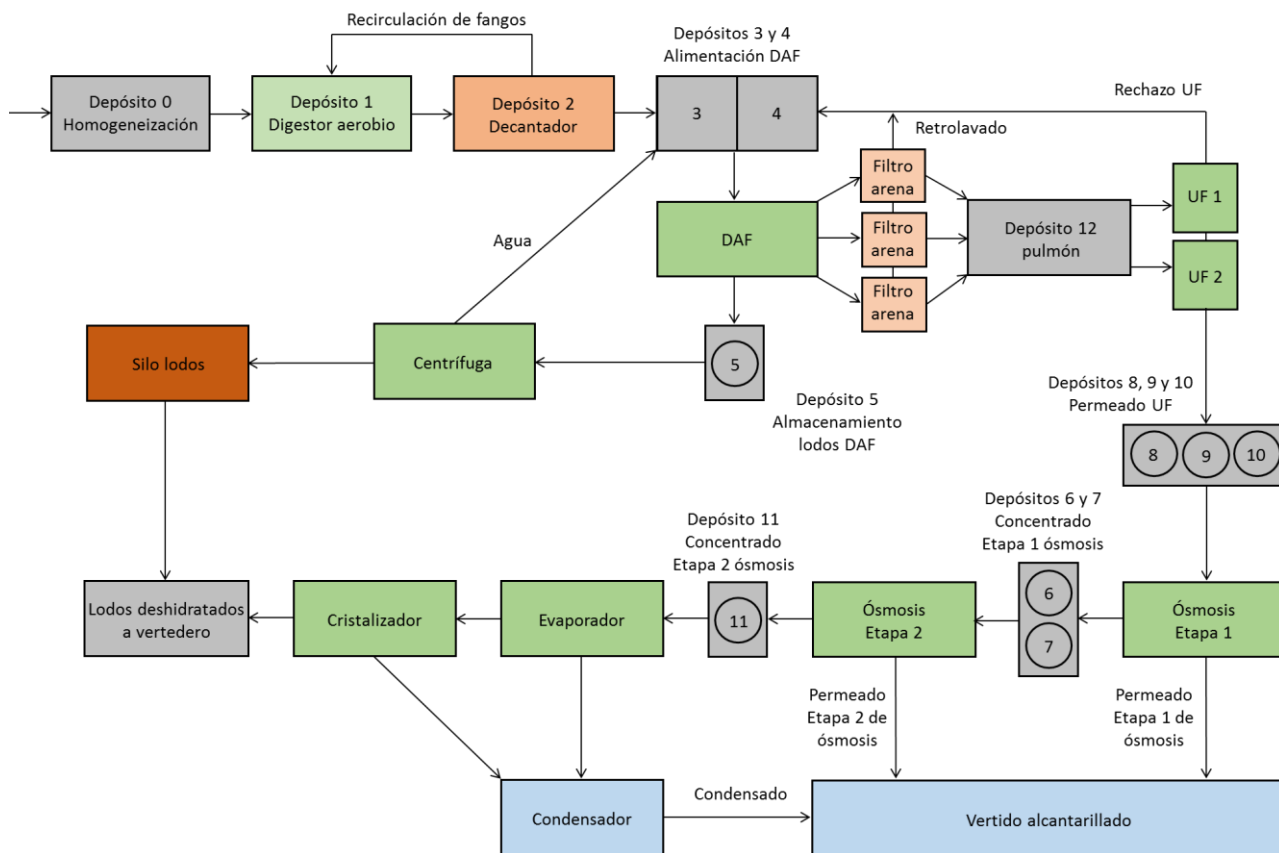 Recirculación de fangos
Depósitos 3 y 4
Alimentación DAF
Depósito 0
Homogeneización
Depósito 1
Digestor aerobio
Depósito 2
Decantador
3
4
Rechazo UF
Retrolavado
Filtro
arena
UF 1
Agua
DAF
Filtro
arena
Depósito 12
pulmón
UF 2
Filtro
arena
Silo lodos
Centrífuga
5
Depósito 5
Almacenamiento
lodos DAF
Depósitos 8, 9 y 10
Permeado UF
8
9
10
Depósitos 6 y 7
Concentrado
Etapa 1 ósmosis
Depósito 11
Concentrado
Etapa 2 ósmosis
Lodos deshidratados
a vertedero
Cristalizador
Evaporador
11
Ósmosis
Etapa 2
6
7
Ósmosis
Etapa 1
Permeado
Etapa 2 de
ósmosis
Permeado
Etapa 1 de
ósmosis
Condensador
Condensado
Vertido alcantarillado